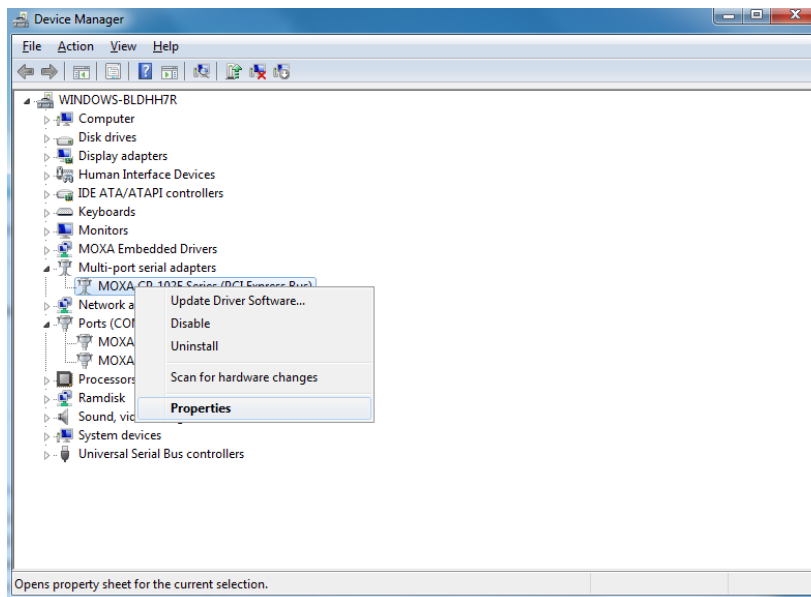 Device Manager
File Action View Help
WINDOWS-BLDHH7R
Computer
Disk drives
Display adapters
Human Interface Devices
IDE ATA/ATAPI controllers
Keyboards
Monitors
MOXA Embedded Drivers
Multi-port serial adapters
MOXA CP-102E Series (PCI Express Bus)
Network a
Ports (CO
MOXA
MOXA
Processors
Ramdisk
Sound, vi
System devices
Universal Serial Bus controllers
Update Driver Software...
Disable
Uninstall
Scan for hardware changes
Properties
Opens property sheet for the current selection.